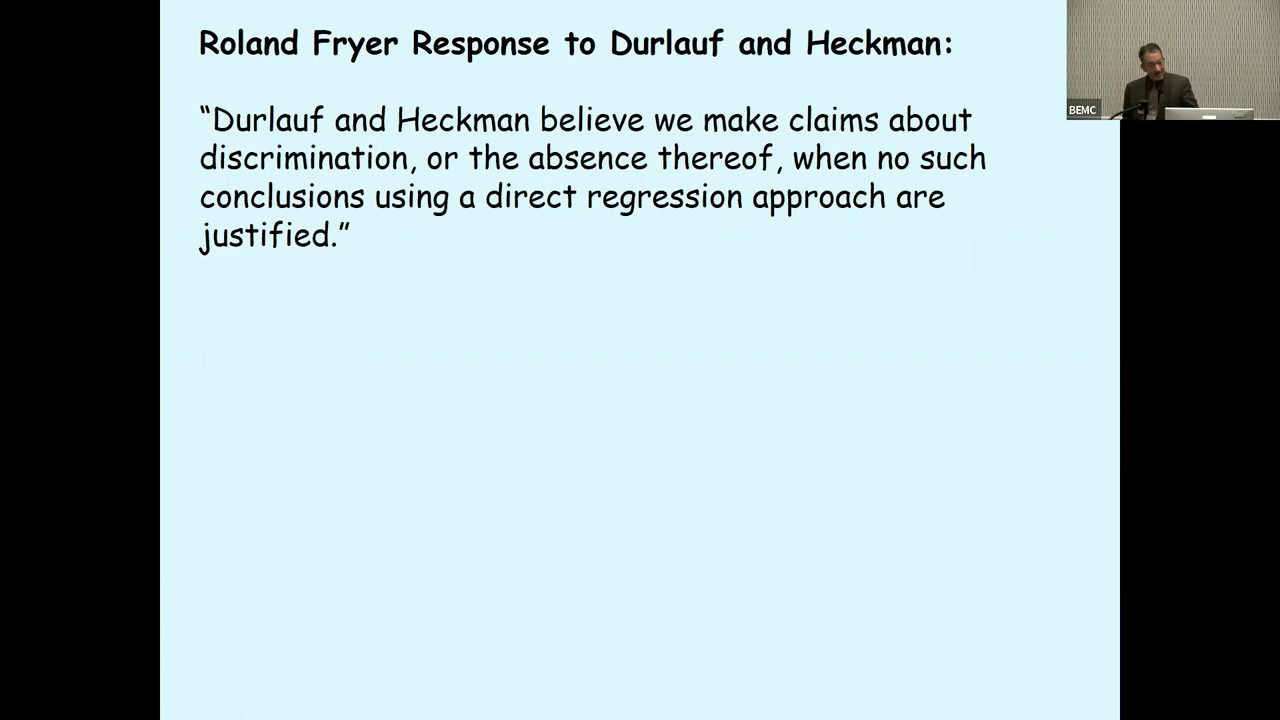 Roland Fryer Response to Durlauf and Heckman:
“Durlauf and Heckman believe we make claims about
discrimination, or the absence thereof, when no such
conclusions using a direct regression approach are
justified.”
BEMC